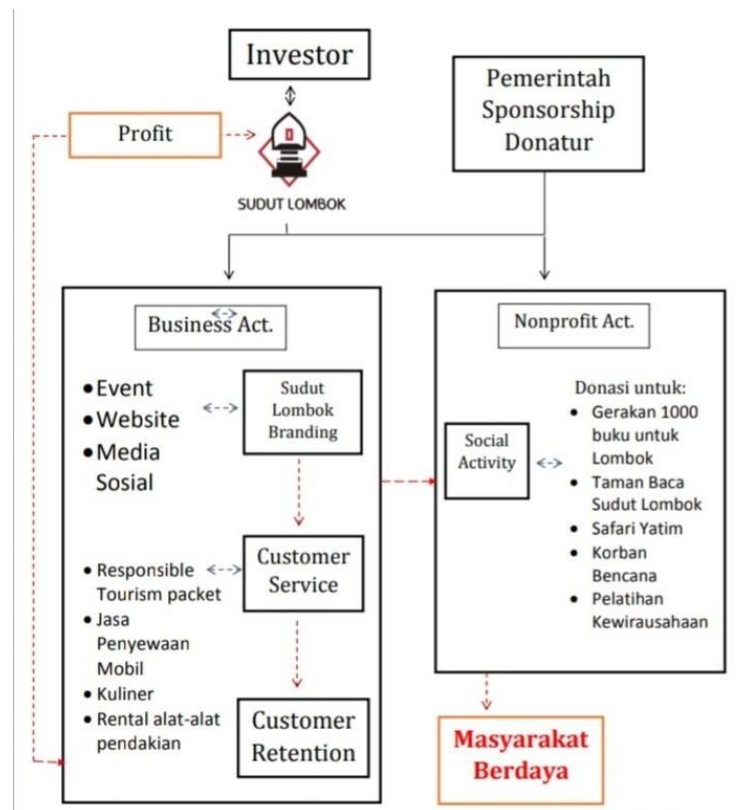 Investor
Pemerintah
Sponsorship
Donatur
Profit
SUDUT LOMBOK
Business Act.
• Event
• Website
• Media
Sosial
Sudut
Lombok
Branding
• Responsible
Tourism packet
• Jasa
Penyewaan
Mobil
• Kuliner
• Rental alat-alat
pendakian
Customer
Service
Customer
Retention
Nonprofit Act.
Social
Activity
Donasi untuk:
• Gerakan 1000
buku untuk
Lombok
• Taman Baca
Sudut Lombok
• Safari Yatim
• Korban
Bencana
• Pelatihan
Kewirausahaan
Masyarakat
Berdaya